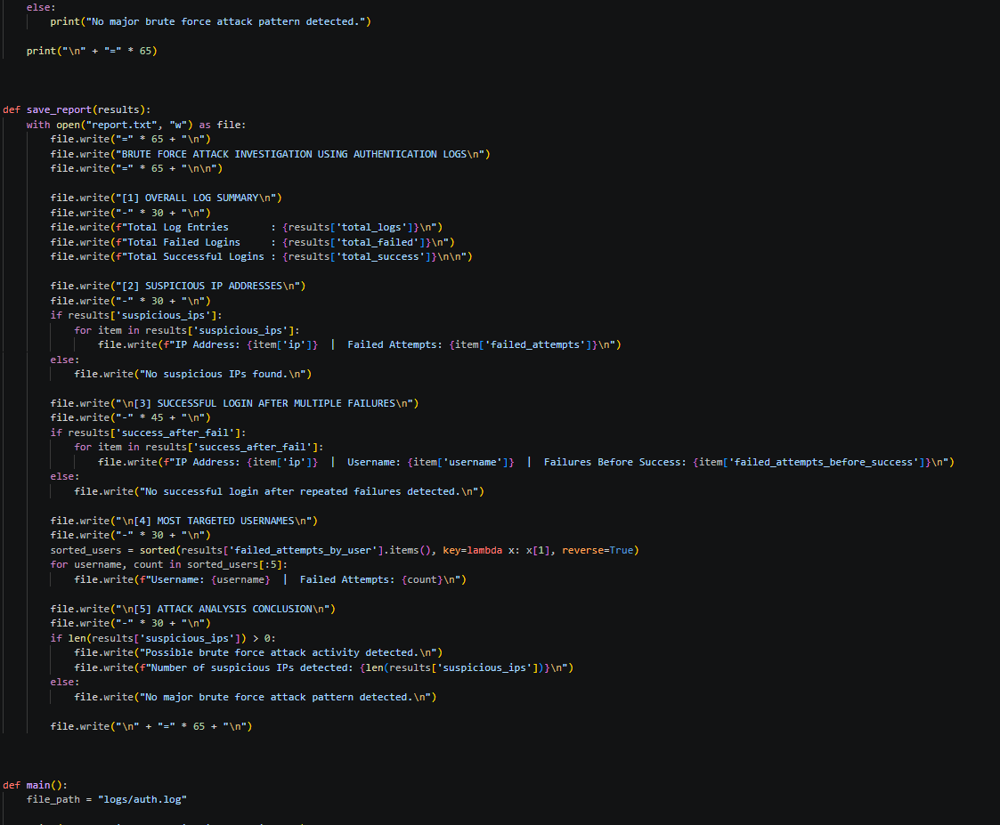 else:
        print("No major brute force attack pattern detected.")

    print("\n" + "=" * 65)

def save_report(results):
    with open("report.txt", "w") as file:
        file.write("=" * 65 + "\n")
        file.write("BRUTE FORCE ATTACK INVESTIGATION USING AUTHENTICATION LOGS\n")
        file.write("=" * 65 + "\n\n")

        file.write("[1] OVERALL LOG SUMMARY\n")
        file.write("-" * 30 + "\n")
        file.write(f"Total Log Entries       : {results['total_logs']}\n")
        file.write(f"Total Failed Logins     : {results['total_failed']}\n")
        file.write(f"Total Successful Logins : {results['total_success']}\n\n")

        file.write("[2] SUSPICIOUS IP ADDRESSES\n")
        file.write("-" * 30 + "\n")
        if results['suspicious_ips']:
            for item in results['suspicious_ips']:
                file.write(f"IP Address: {item['ip']}  |  Failed Attempts: {item['failed_attempts']}\n")
        else:
            file.write("No suspicious IPs found.\n")

        file.write("\n[3] SUCCESSFUL LOGIN AFTER MULTIPLE FAILURES\n")
        file.write("-" * 45 + "\n")
        if results['success_after_fail']:
            for item in results['success_after_fail']:
                file.write(f"IP Address: {item['ip']}  |  Username: {item['username']}  |  Failures Before Success: {item['failed_attempts_before_success']}\n")
        else:
            file.write("No successful login after repeated failures detected.\n")

        file.write("\n[4] MOST TARGETED USERNAMES\n")
        file.write("-" * 30 + "\n")
        sorted_users = sorted(results['failed_attempts_by_user'].items(), key=lambda x: x[1], reverse=True)
        for username, count in sorted_users[:5]:
            file.write(f"Username: {username}  |  Failed Attempts: {count}\n")

        file.write("\n[5] ATTACK ANALYSIS CONCLUSION\n")
        file.write("-" * 30 + "\n")
        if len(results['suspicious_ips']) > 0:
            file.write("Possible brute force attack activity detected.\n")
            file.write(f"Number of suspicious IPs detected: {len(results['suspicious_ips'])}\n")
        else:
            file.write("No major brute force attack pattern detected.\n")

        file.write("\n" + "=" * 65 + "\n")

def main():
    file_path = "logs/auth.log"